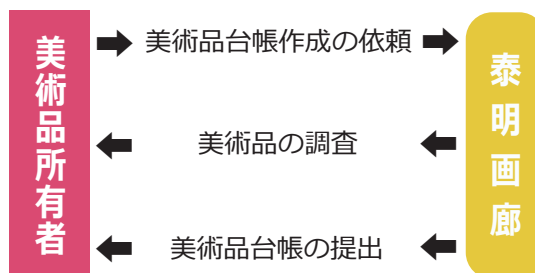 美術品所有者
美術品台帳作成の依頼
美術品の調査
美術品台帳の提出
泰明画廊